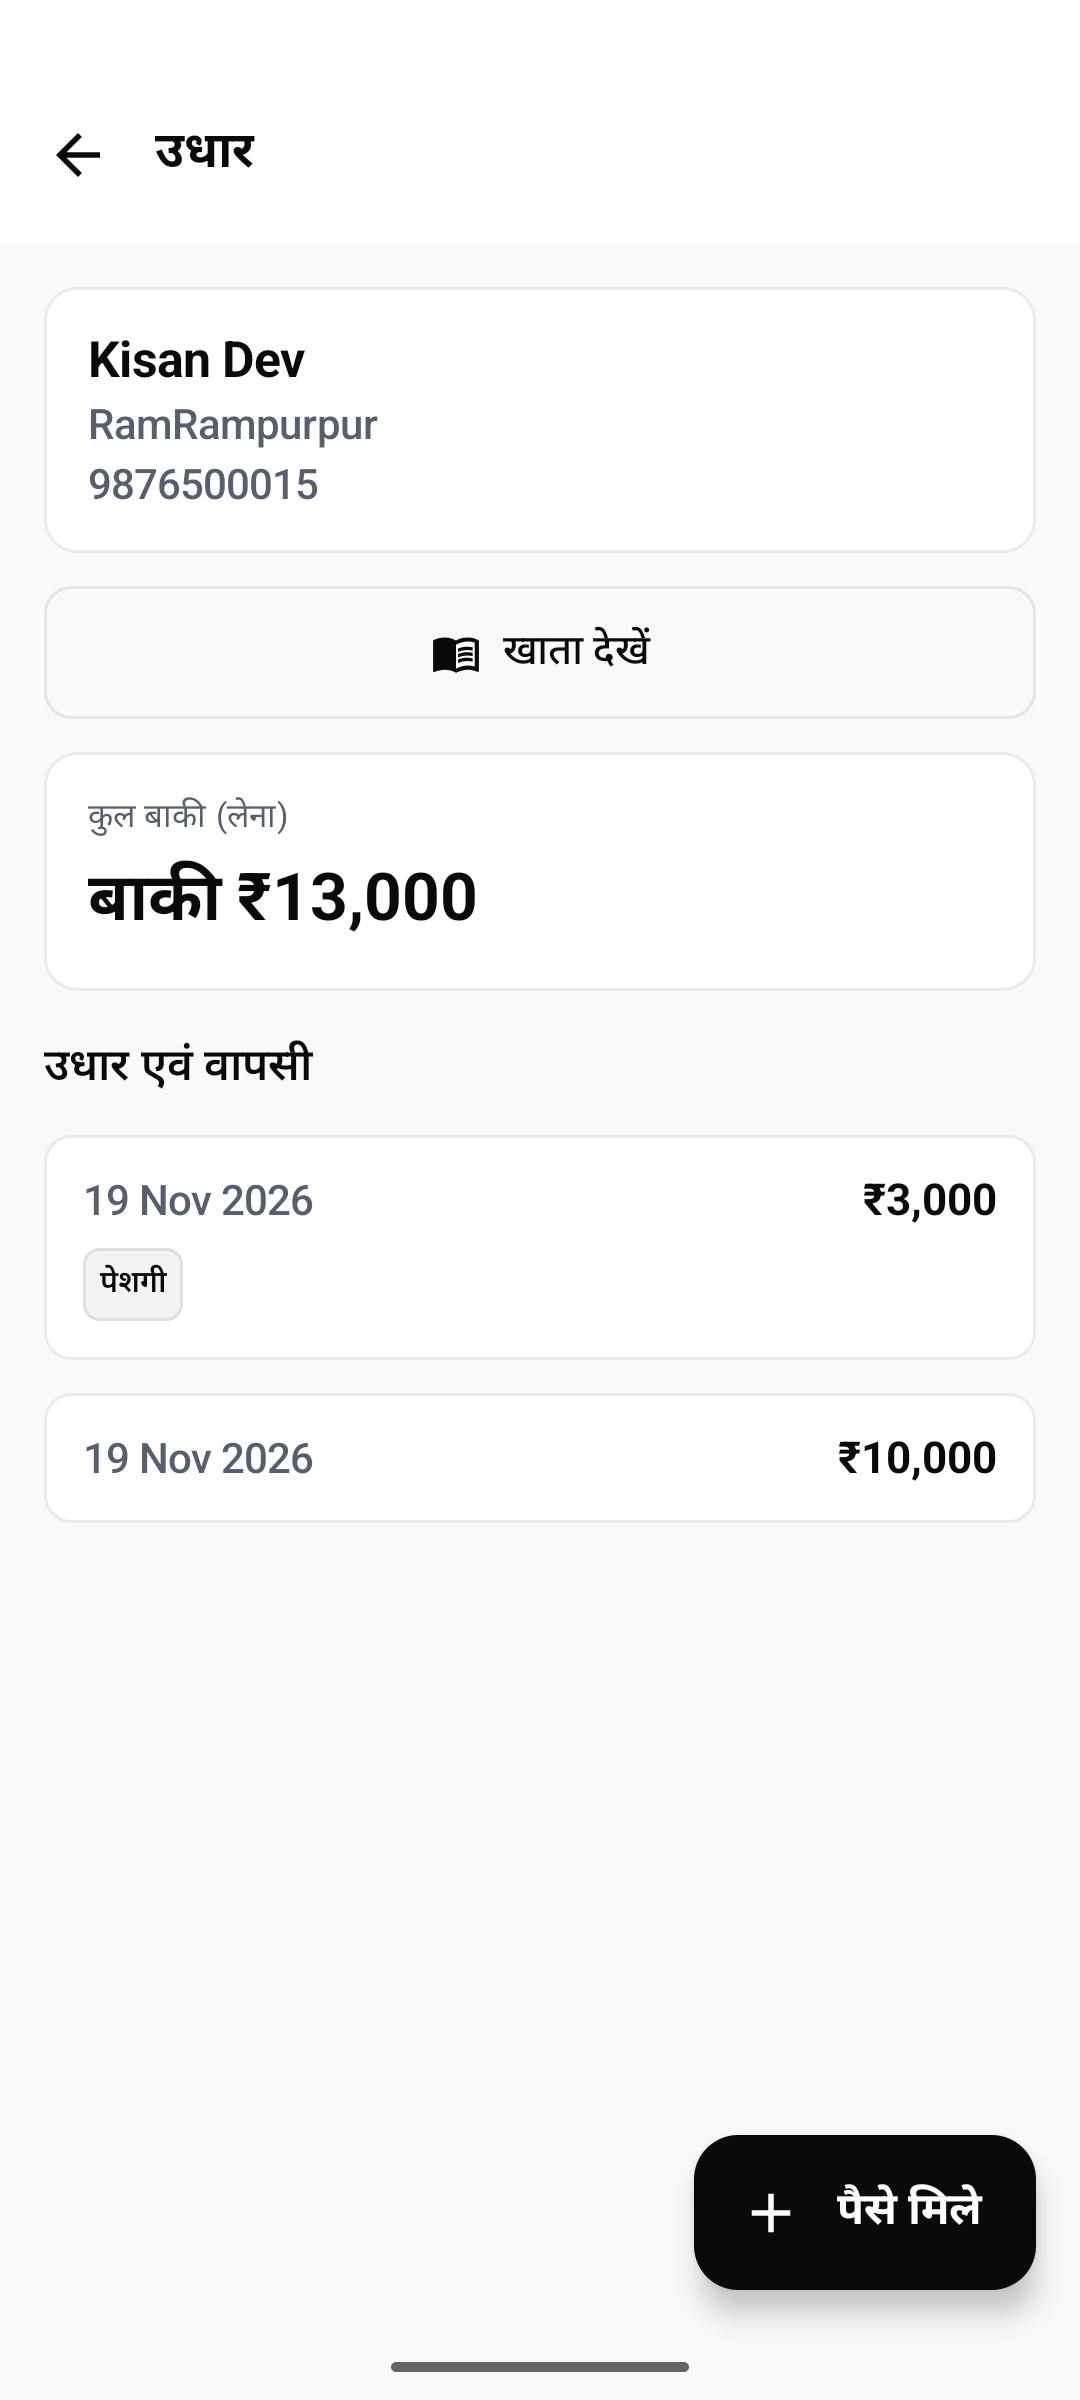 उधार
Kisan Dev
RamRampurpur
9876500015
खाता देखें
कुल बाकी (लेना)
बाकी ₹13,000
उधार एवं वापसी
19 Nov 2026 ₹3,000
पेशगी
19 Nov 2026 ₹10,000
+ पैसे मिले